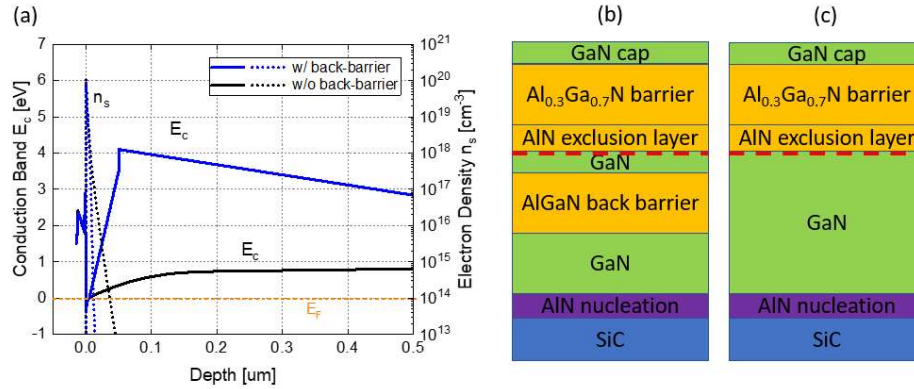 (a)
7
6
5
4
3
2
1
0
-1
Conduction Band E_c [eV]
n_s
E_c
E_c
E_F
w/ back-barrier
w/o back-barrier
0.0 0.1 0.2 0.3 0.4 0.5
Depth [um]
10^21
10^20
10^19
10^18
10^17
10^16
10^15
10^14
10^13
Electron Density n_s [cm^-3]
(b)
GaN cap
Al0.3Ga0.7N barrier
AlN exclusion layer
GaN
AlGaN back barrier
GaN
AlN nucleation
SiC
(c)
GaN cap
Al0.3Ga0.7N barrier
AlN exclusion layer
GaN
AlN nucleation
SiC